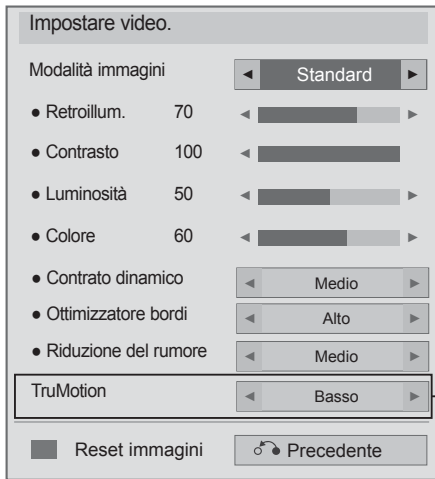 Impostare video.
Modalità immagini ◄ Standard ►
● Retroillum. 70 ◄ ►
● Contrasto 100 ◄
● Luminosità 50 ◄ ►
● Colore 60 ◄ ►
● Contrato dinamico ◄ Medio ►
● Ottimizzatore bordi ◄ Alto ►
● Riduzione del rumore ◄ Medio ►
TruMotion ◄ Basso ►
Reset immagini Precedente